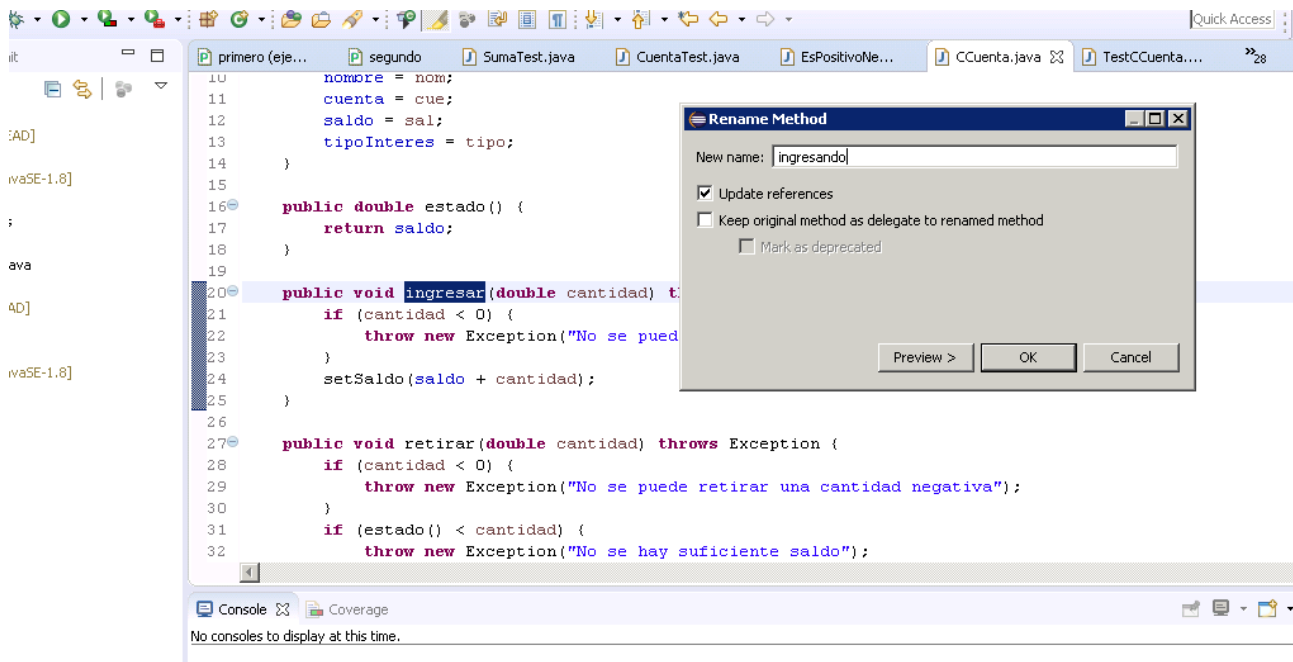 Quick Access
it
primero (eje...
segundo
SumaTest.java
CuentaTest.java
EsPositivoNe...
CCuenta.java
TestCCuenta....
»28
EAD]
avaSE-1.8]
ava
AD]
avaSE-1.8]
10 nombre = nom;
11 cuenta = cue;
12 saldo = sal;
13 tipoInteres = tipo;
14 }
15
16 public double estado() {
17 return saldo;
18 }
19
20 public void ingresar(double cantidad) t
21 if (cantidad < 0) {
22 throw new Exception("No se pued
23 }
24 setSaldo(saldo + cantidad);
25 }
26
27 public void retirar(double cantidad) throws Exception {
28 if (cantidad < 0) {
29 throw new Exception("No se puede retirar una cantidad negativa");
30 }
31 if (estado() < cantidad) {
32 throw new Exception("No se hay suficiente saldo");
Rename Method
New name: ingresando
Update references
Keep original method as delegate to renamed method
Mark as deprecated
Preview >
OK
Cancel
Console
Coverage
No consoles to display at this time.